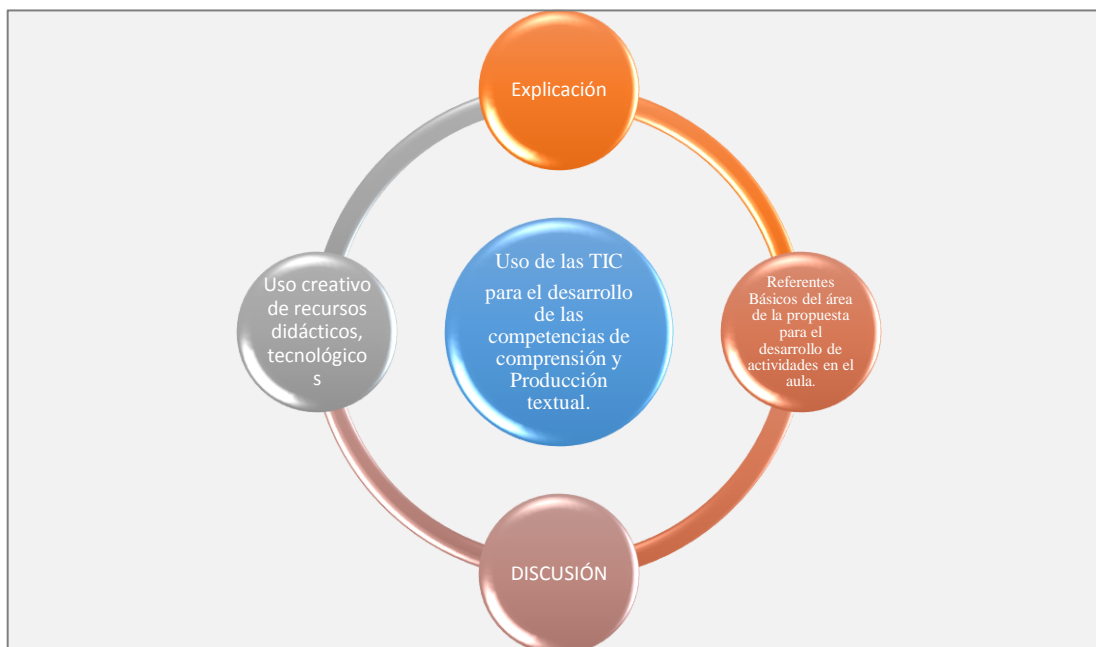 Explicación
Uso de las TIC
para el desarrollo
de las
competencias de
comprensión y
Producción
textual.
Uso creativo
de recursos
didácticos,
tecnológico
s
Referentes
Básicos del área
de la propuesta
para el
desarrollo de
actividades en el
aula.
DISCUSIÓN